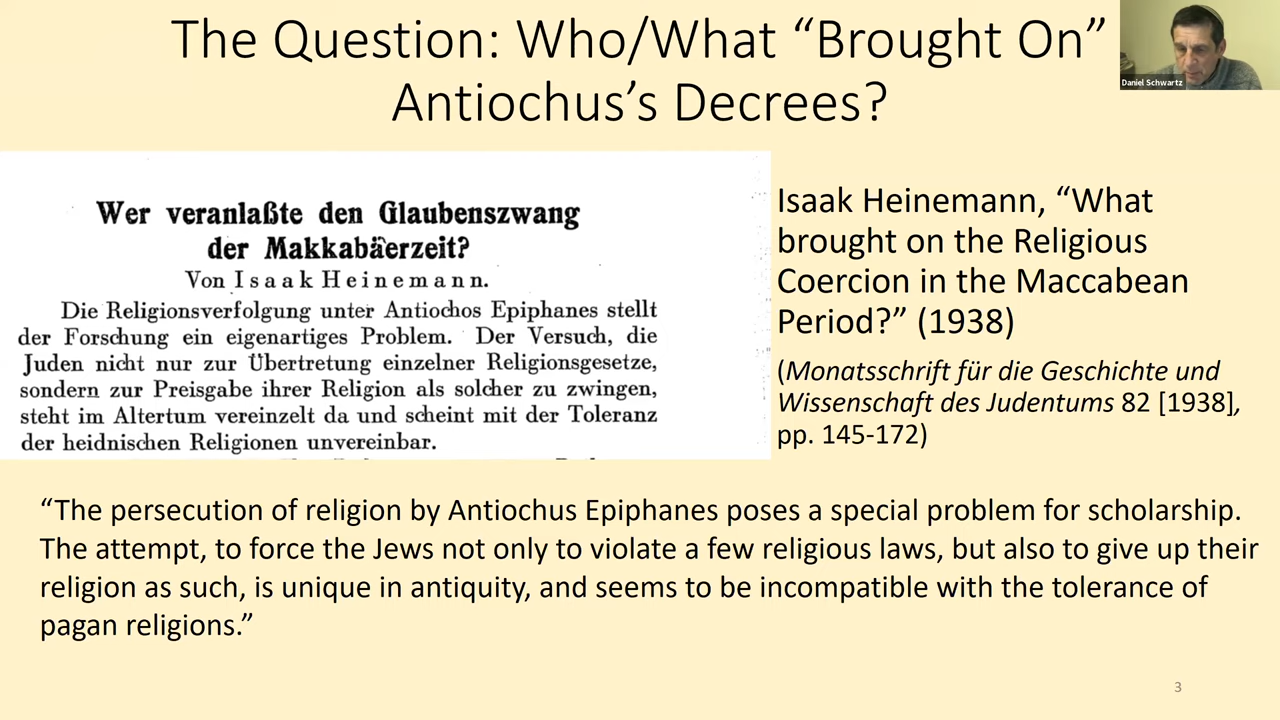 The Question: Who/What “Brought On”
Antiochus’s Decrees?
Daniel Schwartz
Wer veranlaßte den Glaubenszwang
der Makkabäerzeit?
Von Isaak Heinemann.
Die Religionsverfolgung unter Antiochos Epiphanes stellt
der Forschung ein eigenartiges Problem. Der Versuch, die
Juden nicht nur zur Übertretung einzelner Religionsgesetze,
sondern zur Preisgabe ihrer Religion als solcher zu zwingen,
steht im Altertum vereinzelt da und scheint mit der Toleranz
der heidnischen Religionen unvereinbar.
Isaak Heinemann, “What
brought on the Religious
Coercion in the Maccabean
Period?” (1938)
(Monatsschrift für die Geschichte und
Wissenschaft des Judentums 82 [1938],
pp. 145-172)
“The persecution of religion by Antiochus Epiphanes poses a special problem for scholarship.
The attempt, to force the Jews not only to violate a few religious laws, but also to give up their
religion as such, is unique in antiquity, and seems to be incompatible with the tolerance of
pagan religions.”
3